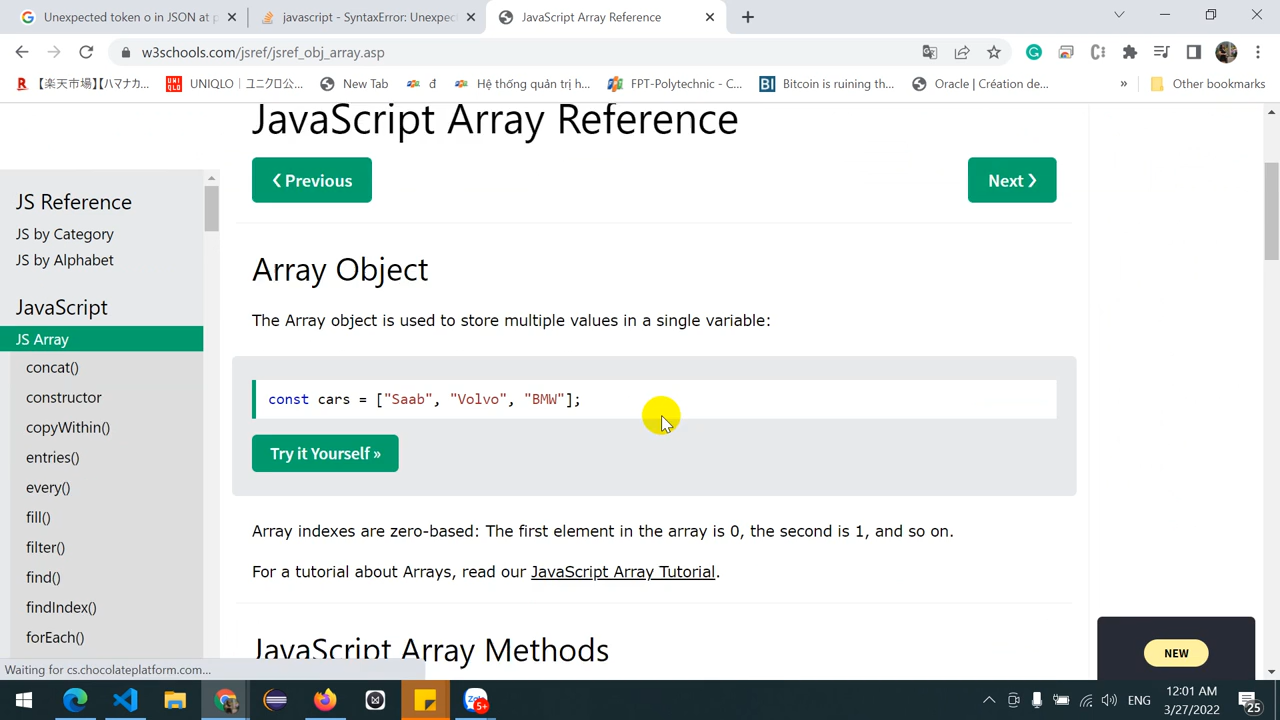 Unexpected token o in JSON at p
javascript - SyntaxError: Unexpect
JavaScript Array Reference
w3schools.com/jsref/jsref_obj_array.asp
【楽天市場】【ハマナカ...
UNIQLO｜ユニクロ公...
New Tab
đ
Hệ thống quản trị h...
FPT-Polytechnic - C...
Bitcoin is ruining th...
Oracle | Création de...
»
Other bookmarks
JavaScript Array Reference
❮ Previous
Next ❯
JS Reference
JS by Category
JS by Alphabet
JavaScript
JS Array
concat()
constructor
copyWithin()
entries()
every()
fill()
filter()
find()
findIndex()
forEach()
Array Object
The Array object is used to store multiple values in a single variable:
const cars = ["Saab", "Volvo", "BMW"];
Try it Yourself »
Array indexes are zero-based: The first element in the array is 0, the second is 1, and so on.
For a tutorial about Arrays, read our JavaScript Array Tutorial.
JavaScript Array Methods
NEW
Waiting for cs.chocolateplatform.com...
5+
ENG
12:01 AM
3/27/2022
25